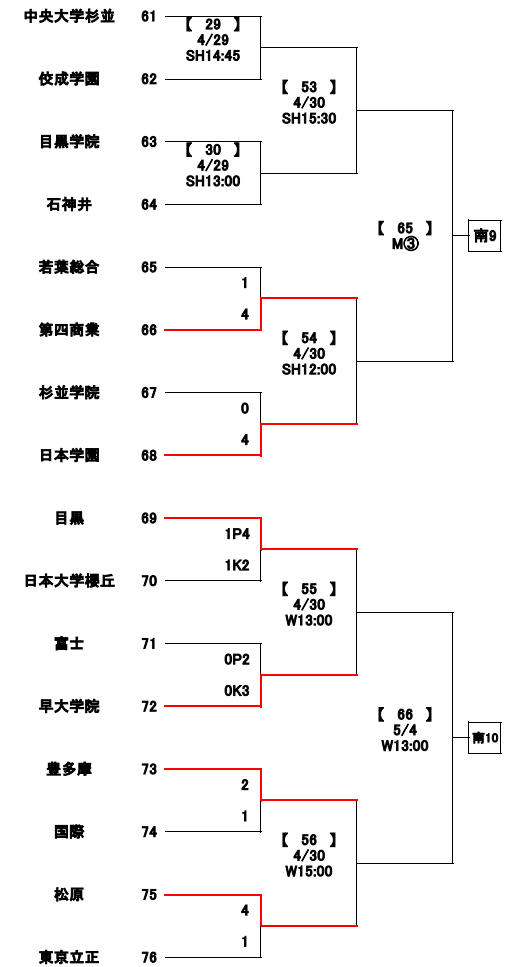 中央大学杉並 61
【 29 】
4/29
SH14:45
佼成学園 62
【 53 】
4/30
SH15:30
目黒学院 63
【 30 】
4/29
SH13:00
石神井 64
【 65 】
M③
南9
若葉総合 65
1
4
第四商業 66
【 54 】
4/30
SH12:00
杉並学院 67
0
4
日本学園 68
目黒 69
1P4
1K2
日本大学櫻丘 70
【 55 】
4/30
W13:00
富士 71
0P2
0K3
早大学院 72
【 66 】
5/4
W13:00
南10
豊多摩 73
2
1
国際 74
【 56 】
4/30
W15:00
松原 75
4
1
東京立正 76